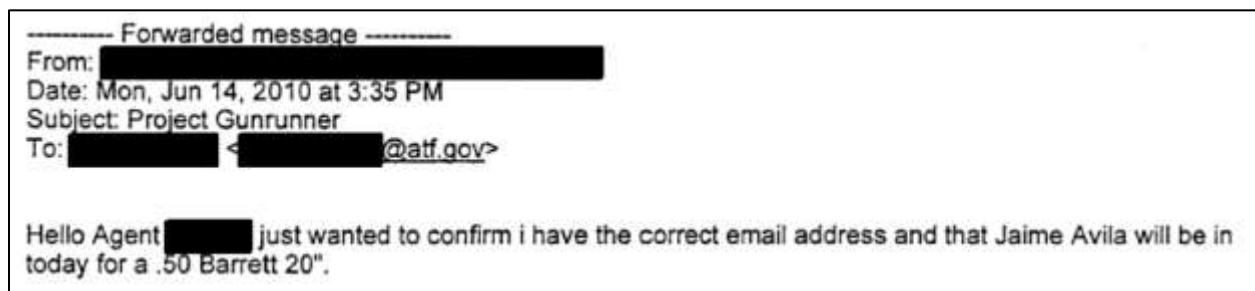 ---------- Forwarded message ----------
From:
Date: Mon, Jun 14, 2010 at 3:35 PM
Subject: Project Gunrunner
To: < @atf.gov>
Hello Agent just wanted to confirm i have the correct email address and that Jaime Avila will be in
today for a .50 Barrett 20".